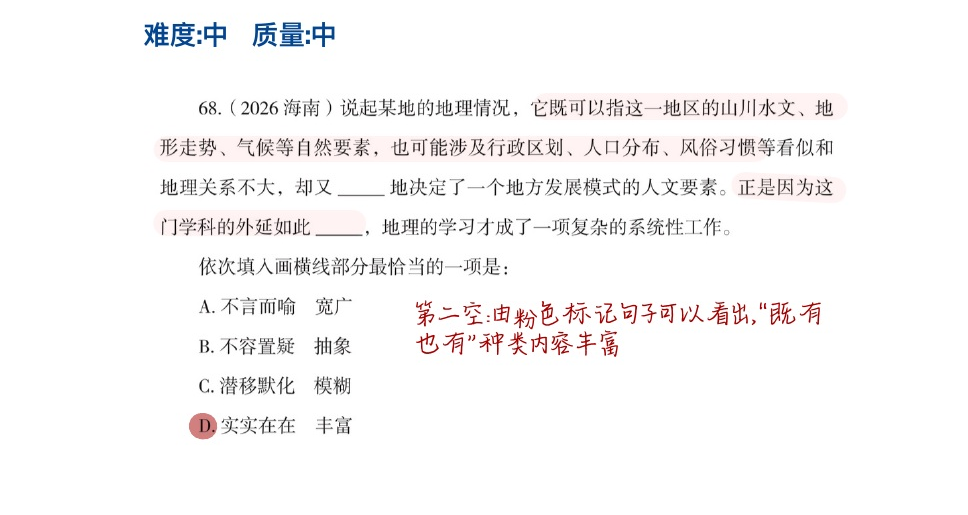 难度:中 质量:中
68.（2026 海南）说起某地的地理情况，它既可以指这一地区的山川水文、地
形走势、气候等自然要素，也可能涉及行政区划、人口分布、风俗习惯等看似和
地理关系不大，却又 _____ 地决定了一个地方发展模式的人文要素。正是因为这
门学科的外延如此 _____，地理的学习才成了一项复杂的系统性工作。
依次填入画横线部分最恰当的一项是：
A. 不言而喻 宽广
B. 不容置疑 抽象
C. 潜移默化 模糊
D. 实实在在 丰富
第二空:由粉色标记句子可以看出,“既有
也有”种类内容丰富